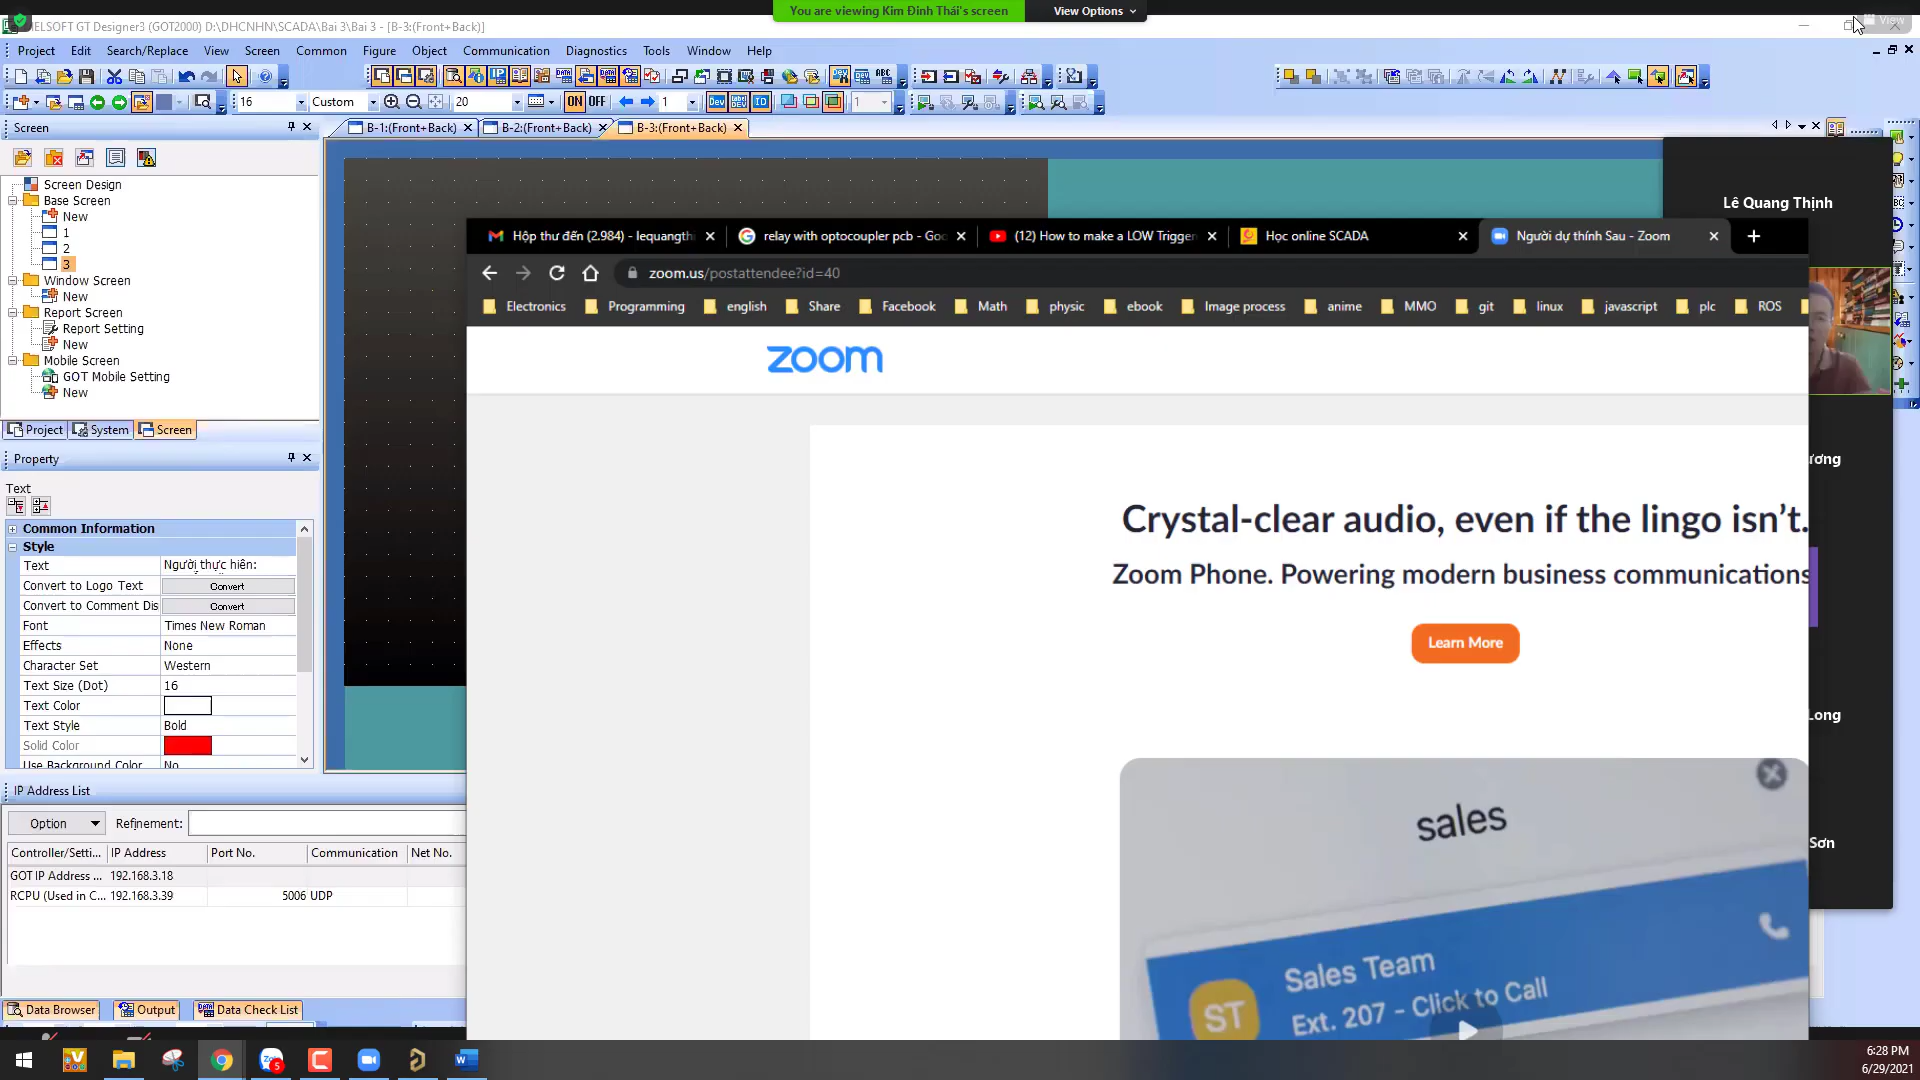 You are viewing Kim Đình Thái's screen
View Options
View
MELSOFT GT Designer3 (GOT2000) D:\DHCNHN\SCADA\Bai 3\Bai 3 - [B-3:(Front+Back)]
Project Edit Search/Replace View Screen Common Figure Object Communication Diagnostics Tools Window Help
16 Custom 20 ON OFF 1 Dev ID 1
Screen
B-1:(Front+Back) B-2:(Front+Back) B-3:(Front+Back)
Screen Design
Base Screen
New
1
2
3
Window Screen
New
Report Screen
Report Setting
New
Mobile Screen
GOT Mobile Setting
New
Project System Screen
Property
Text
Common Information
Style
Text Người thực hiên:
Convert to Logo Text Convert
Convert to Comment Dis Convert
Font Times New Roman
Effects None
Character Set Western
Text Size (Dot) 16
Text Color
Text Style Bold
Solid Color
Use Background Color No
IP Address List
Option Refinement:
Controller/Setti... IP Address Port No. Communication Net No.
GOT IP Address ... 192.168.3.18
RCPU (Used in C... 192.168.3.39 5006 UDP
Data Browser Output Data Check List
Lê Quang Thịnh
ương
Long
Sơn
Hộp thư đến (2.984) - lequangth
relay with optocoupler pcb - Goo
(12) How to make a LOW Trigger
Học online SCADA
Người dự thính Sau - Zoom
zoom.us/postattendee?id=40
Electronics Programming english Share Facebook Math physic ebook Image process anime MMO git linux javascript plc ROS
zoom
Crystal-clear audio, even if the lingo isn't.
Zoom Phone. Powering modern business communications
Learn More
sales
Sales Team
ST
Ext. 207 - Click to Call
5
6:28 PM
6/29/2021